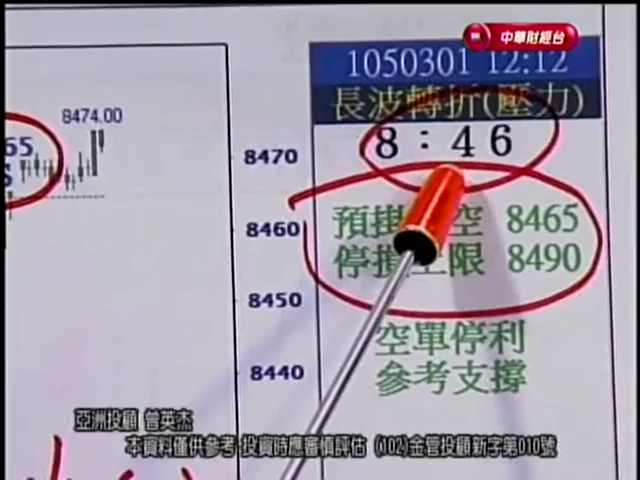 中華財經台
1050301 12:12
長波轉折(壓力)
8:46
8474.00
65
8470
預掛 空 8465
8460
停損上限 8490
8450
空單停利
8440
參考支撐
亞洲投顧 曾英杰
本資料僅供參考 投資時應審慎評估 (102)金管投顧新字第010號